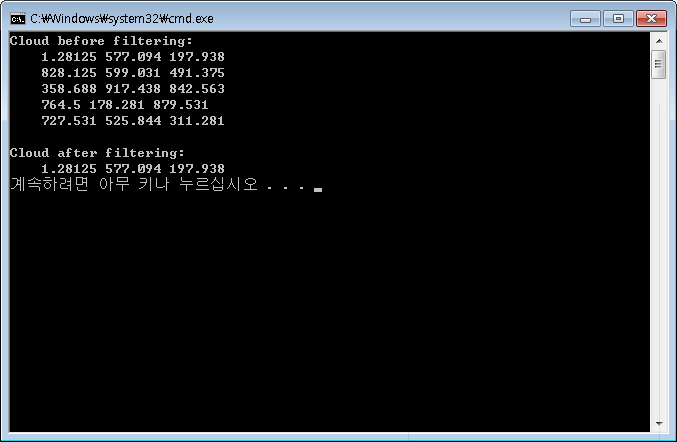 C:₩Windows₩system32₩cmd.exe
Cloud before filtering:
1.28125 577.094 197.938
828.125 599.031 491.375
358.688 917.438 842.563
764.5 178.281 879.531
727.531 525.844 311.281
Cloud after filtering:
1.28125 577.094 197.938
계속하려면 아무 키나 누르십시오 . . .